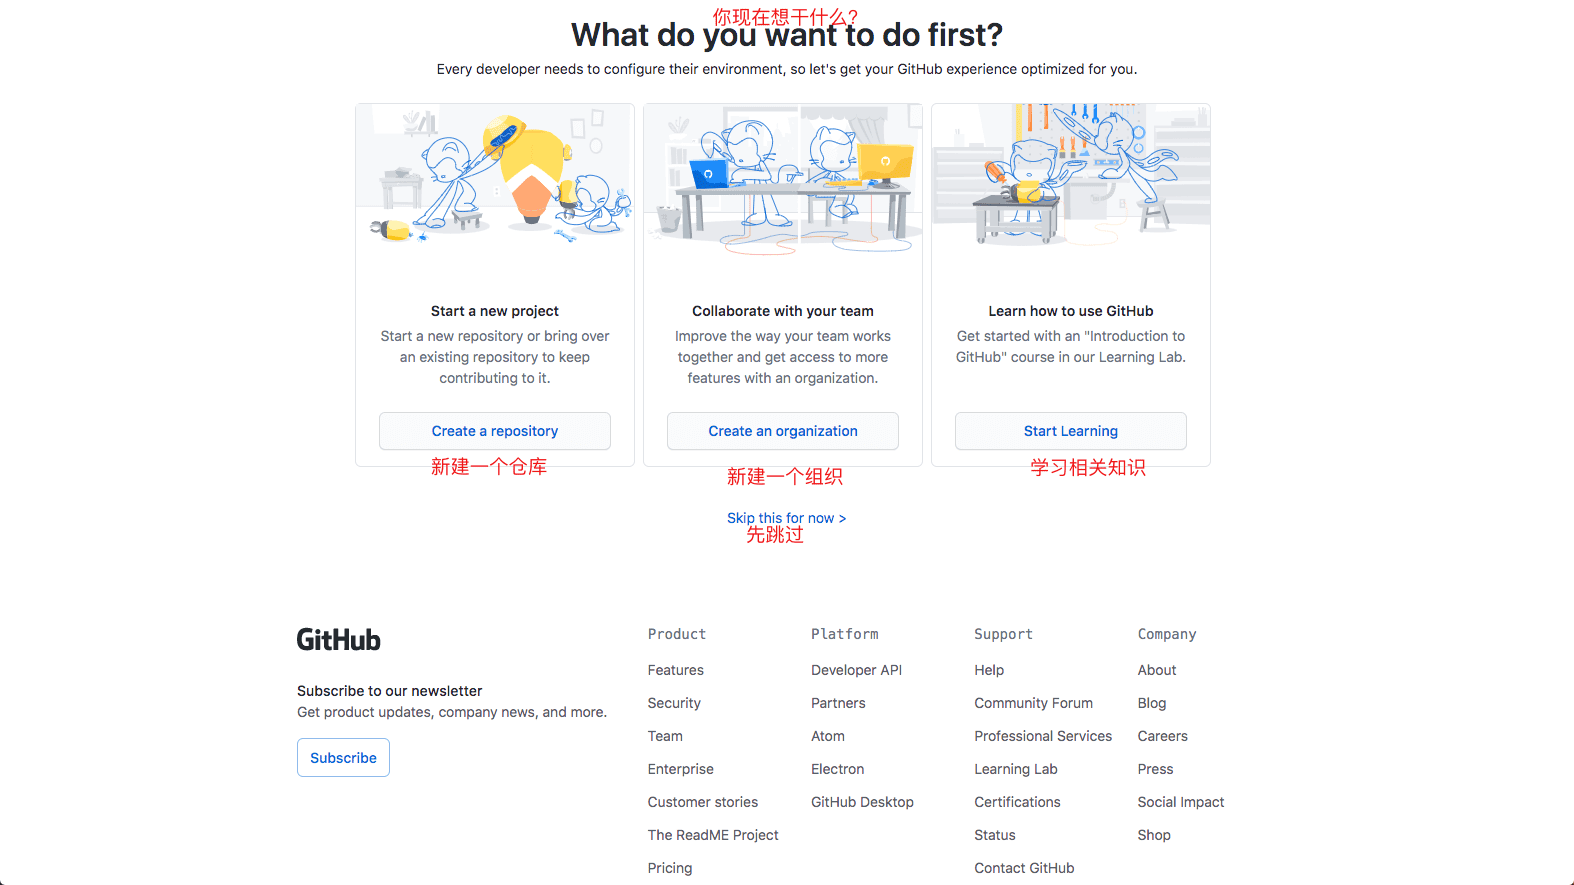 你现在想干什么?
What do you want to do first?
Every developer needs to configure their environment, so let's get your GitHub experience optimized for you.
Start a new project
Start a new repository or bring over
an existing repository to keep
contributing to it.
Create a repository
新建一个仓库
Collaborate with your team
Improve the way your team works
together and get access to more
features with an organization.
Create an organization
新建一个组织
Learn how to use GitHub
Get started with an "Introduction to
GitHub" course in our Learning Lab.
Start Learning
学习相关知识
Skip this for now >
先跳过
GitHub
Subscribe to our newsletter
Get product updates, company news, and more.
Subscribe
Product
Features
Security
Team
Enterprise
Customer stories
The ReadME Project
Pricing
Platform
Developer API
Partners
Atom
Electron
GitHub Desktop
Support
Help
Community Forum
Professional Services
Learning Lab
Certifications
Status
Contact GitHub
Company
About
Blog
Careers
Press
Social Impact
Shop